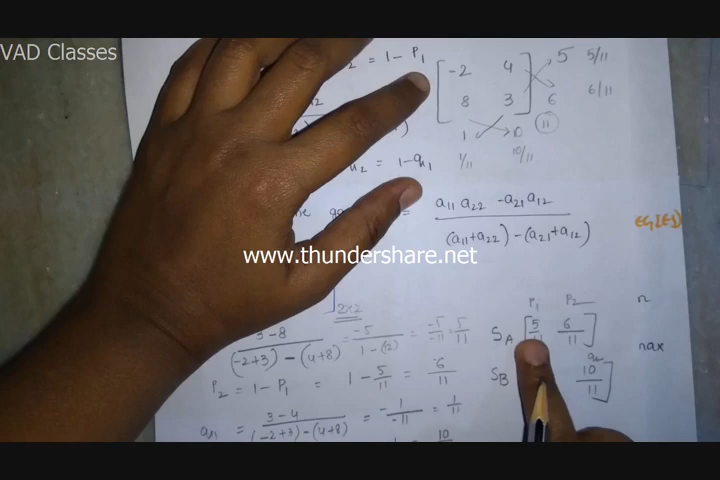 VAD Classes
2 = 1 - P1
[ -2 4 ] 5 5/11
[ 8 3 ] 6 6/11
1 10 (11)
1/11 10/11
= 1 - q1
a11 a22 - a21 a12
=
(a11+a22) - (a21+a12)
www.thundershare.net
2x2
P1 P2
3-8 / (-2+3) - (4+8) = -5 / 1-(12) = -5/-11 = 5/11
SA [ 5/11 6/11 ]
P2 = 1 - P1 = 1 - 5/11 = 6/11
SB 10/11 ]
= 3-4 / (-2+3) - (4+8) = -1/-11 = 1/11
10